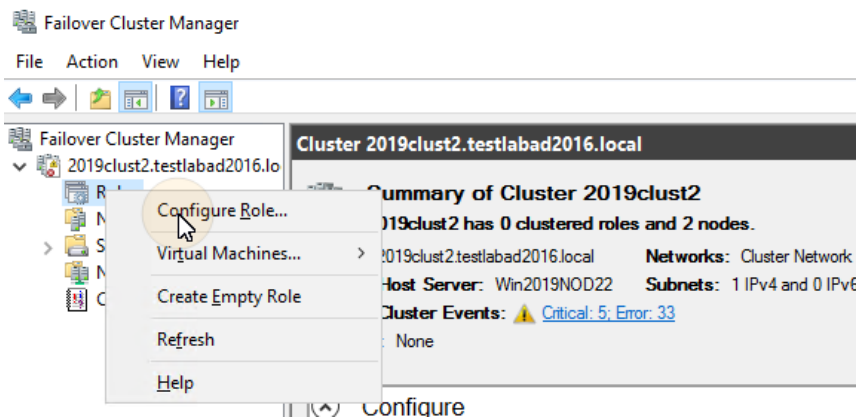 Failover Cluster Manager
File Action View Help
Failover Cluster Manager
2019clust2.testlabad2016.lo
Configure Role...
Virtual Machines...
Create Empty Role
Refresh
Help
Cluster 2019clust2.testlabad2016.local
Summary of Cluster 2019clust2
019clust2 has 0 clustered roles and 2 nodes.
2019clust2.testlabad2016.local Networks: Cluster Network
Host Server: Win2019NOD22 Subnets: 1 IPv4 and 0 IPv6
Cluster Events: Critical: 5; Error: 33
: None
Configure